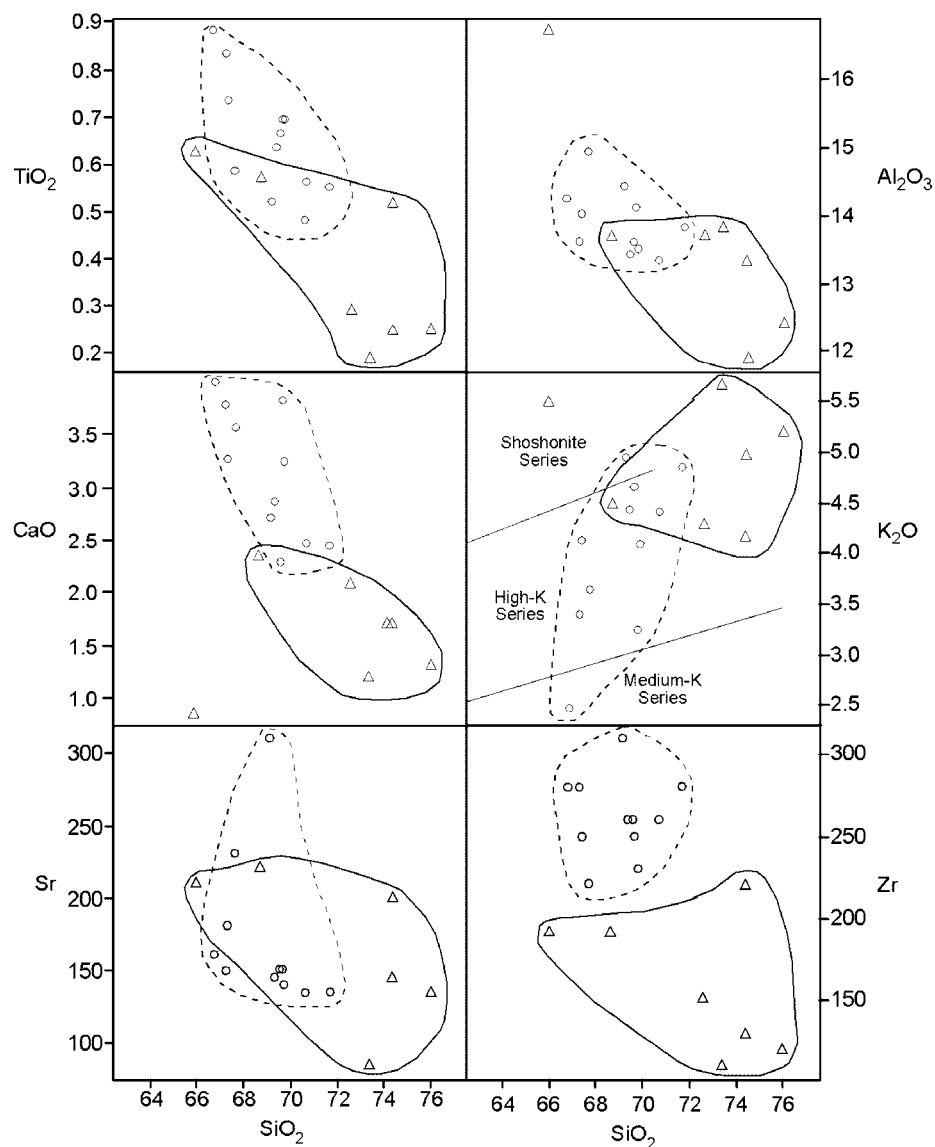 0.9
0.8
0.7
0.6
0.5
0.4
0.3
0.2
TiO2
16
15
14
13
12
Al2O3
3.5
3.0
2.5
2.0
1.5
1.0
CaO
Shoshonite
Series
High-K
Series
Medium-K
Series
5.5
5.0
4.5
4.0
3.5
3.0
2.5
K2O
300
250
200
150
100
Sr
300
250
200
150
Zr
64 66 68 70 72 74 76
SiO2
64 66 68 70 72 74 76
SiO2